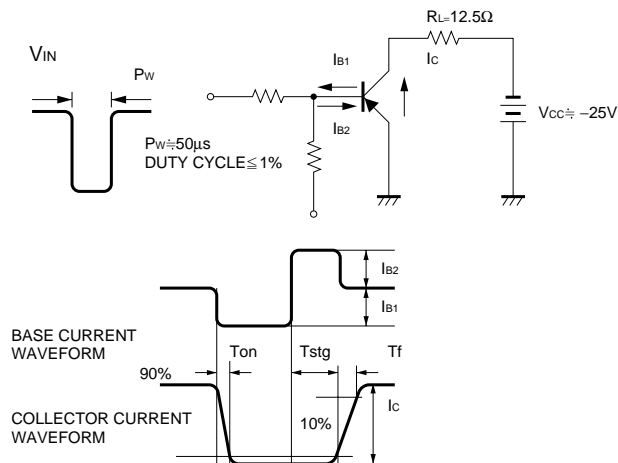 RL=12.5Ω
VIN
PW
IB1
IC
IB2
VCC≒ −25V
PW≒50μs
DUTY CYCLE≦1%
IB2
IB1
BASE CURRENT
WAVEFORM
Ton
Tstg
Tf
90%
IC
COLLECTOR CURRENT
WAVEFORM
10%